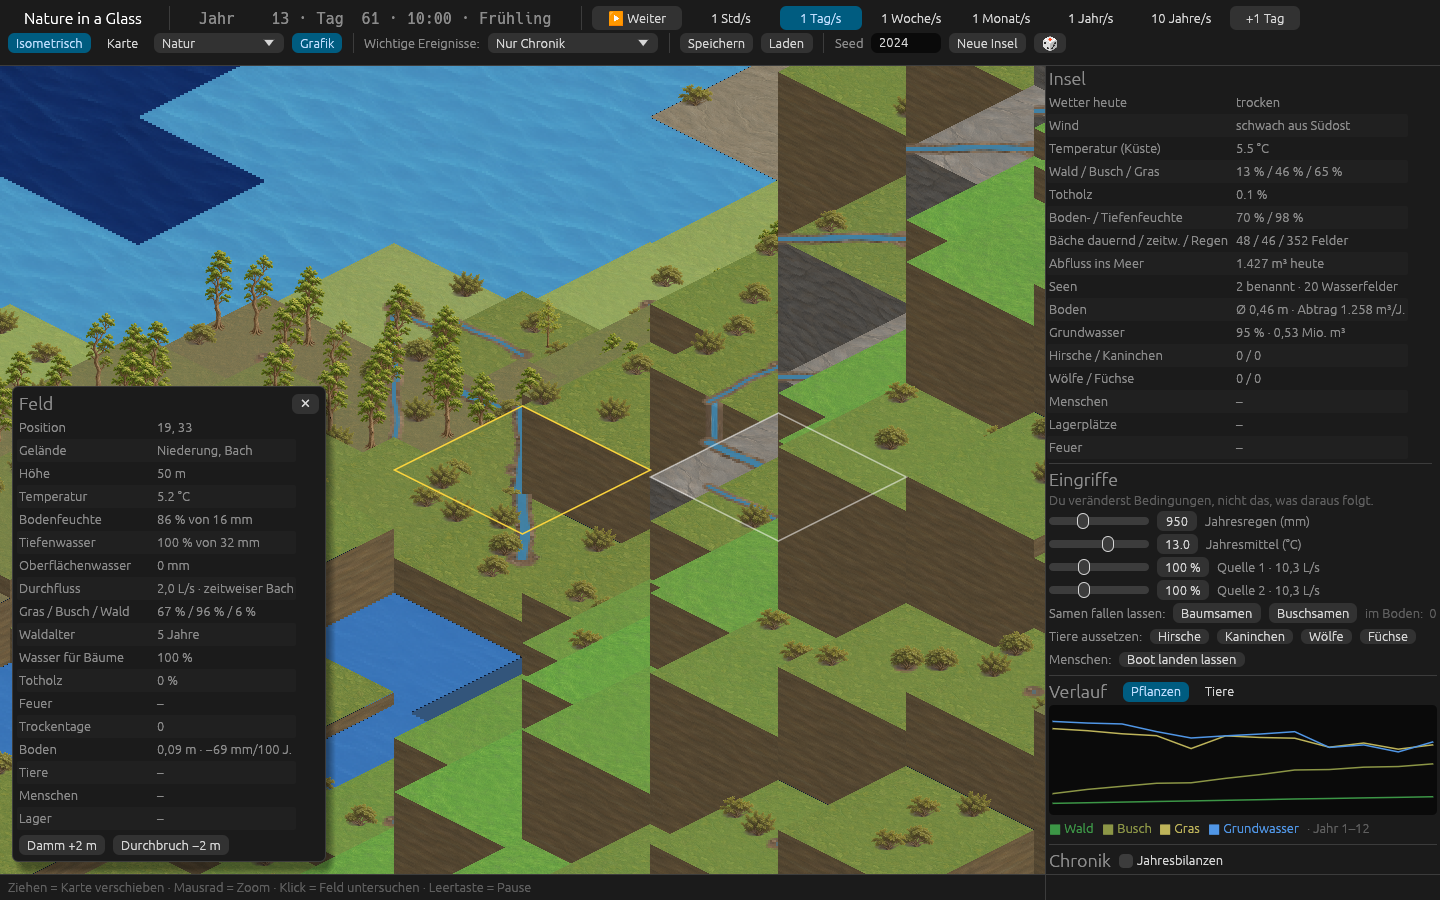 Nature in a Glass
Jahr 13 · Tag 61 · 10:00 · Frühling
Weiter
1 Std/s
1 Tag/s
1 Woche/s
1 Monat/s
1 Jahr/s
10 Jahre/s
+1 Tag
Isometrisch
Karte
Natur
Grafik
Wichtige Ereignisse:
Nur Chronik
Speichern
Laden
Seed
2024
Neue Insel
Insel
Wetter heute trocken
Wind schwach aus Südost
Temperatur (Küste) 5.5 °C
Wald / Busch / Gras 13 % / 46 % / 65 %
Totholz 0.1 %
Boden- / Tiefenfeuchte 70 % / 98 %
Bäche dauernd / zeitw. / Regen 48 / 46 / 352 Felder
Abfluss ins Meer 1.427 m³ heute
Seen 2 benannt · 20 Wasserfelder
Boden Ø 0,46 m · Abtrag 1.258 m³/J.
Grundwasser 95 % · 0,53 Mio. m³
Hirsche / Kaninchen 0 / 0
Wölfe / Füchse 0 / 0
Menschen –
Lagerplätze –
Feuer –
Eingriffe
Du veränderst Bedingungen, nicht das, was daraus folgt.
950 Jahresregen (mm)
13.0 Jahresmittel (°C)
100 % Quelle 1 · 10,3 L/s
100 % Quelle 2 · 10,3 L/s
Samen fallen lassen: Baumsamen Buschsamen im Boden: 0
Tiere aussetzen: Hirsche Kaninchen Wölfe Füchse
Menschen: Boot landen lassen
Verlauf Pflanzen Tiere
Wald Busch Gras Grundwasser · Jahr 1–12
Chronik Jahresbilanzen
Feld ✕
Position 19, 33
Gelände Niederung, Bach
Höhe 50 m
Temperatur 5.2 °C
Bodenfeuchte 86 % von 16 mm
Tiefenwasser 100 % von 32 mm
Oberflächenwasser 0 mm
Durchfluss 2,0 L/s · zeitweiser Bach
Gras / Busch / Wald 67 % / 96 % / 6 %
Waldalter 5 Jahre
Wasser für Bäume 100 %
Totholz 0 %
Feuer –
Trockentage 0
Boden 0,09 m · −69 mm/100 J.
Tiere –
Menschen –
Lager –
Damm +2 m
Durchbruch −2 m
Ziehen = Karte verschieben · Mausrad = Zoom · Klick = Feld untersuchen · Leertaste = Pause